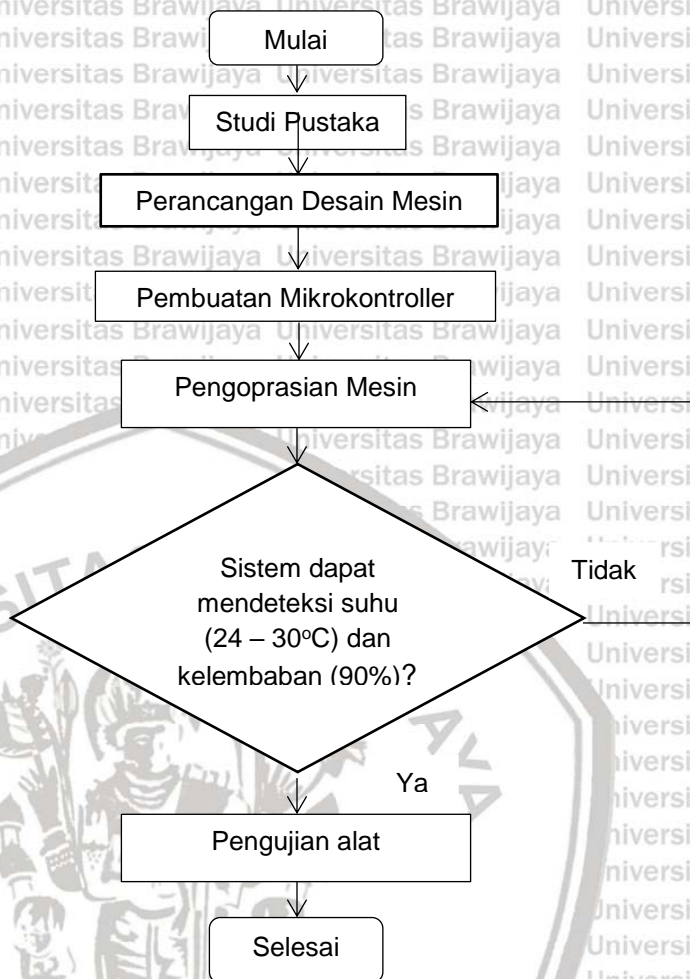 Mulai
Studi Pustaka
Perancangan Desain Mesin
Pembuatan Mikrokontroller
Pengoprasian Mesin
Sistem dapat
mendeteksi suhu
(24 – 30°C) dan
kelembaban (90%)?
Tidak
Ya
Pengujian alat
Selesai